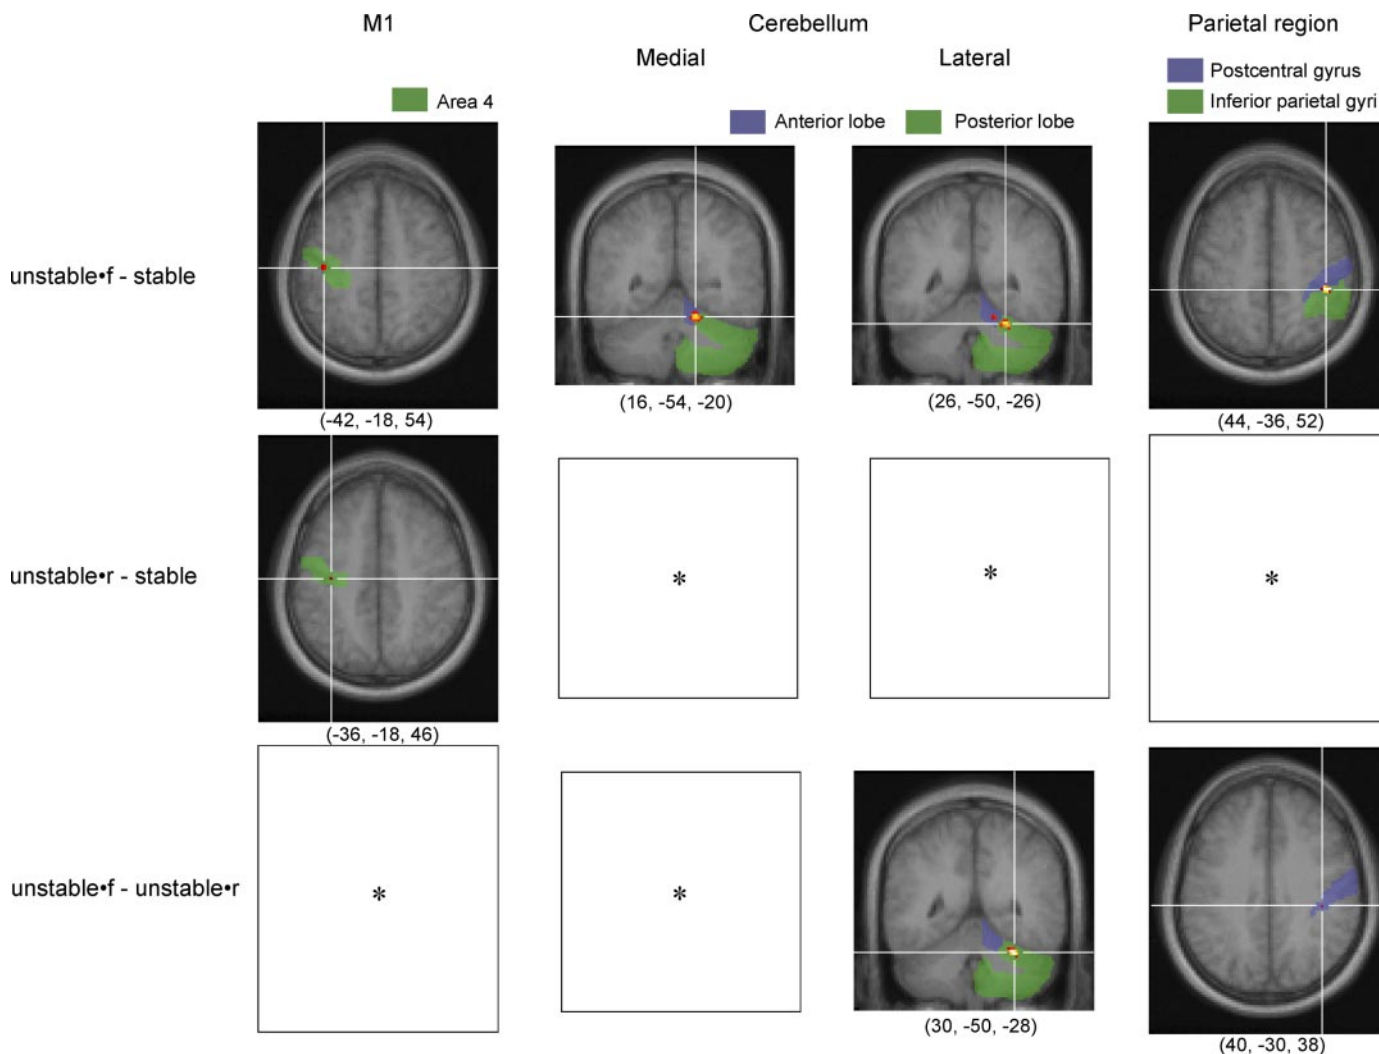 M1
Cerebellum
Parietal region
Medial
Lateral
Postcentral gyrus
Inferior parietal gyri
Area 4
Anterior lobe
Posterior lobe
unstable•f - stable
(-42, -18, 54)
(16, -54, -20)
(26, -50, -26)
(44, -36, 52)
unstable•r - stable
*
*
*
(-36, -18, 46)
unstable•f - unstable•r
*
*
(30, -50, -28)
(40, -30, 38)